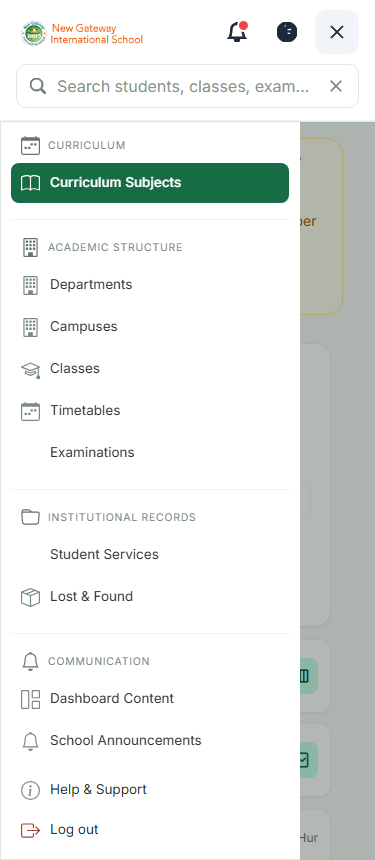 New Gateway
International School
Search students, classes, exam...
CURRICULUM
Curriculum Subjects
ACADEMIC STRUCTURE
Departments
Campuses
Classes
Timetables
Examinations
INSTITUTIONAL RECORDS
Student Services
Lost & Found
COMMUNICATION
Dashboard Content
School Announcements
Help & Support
Log out